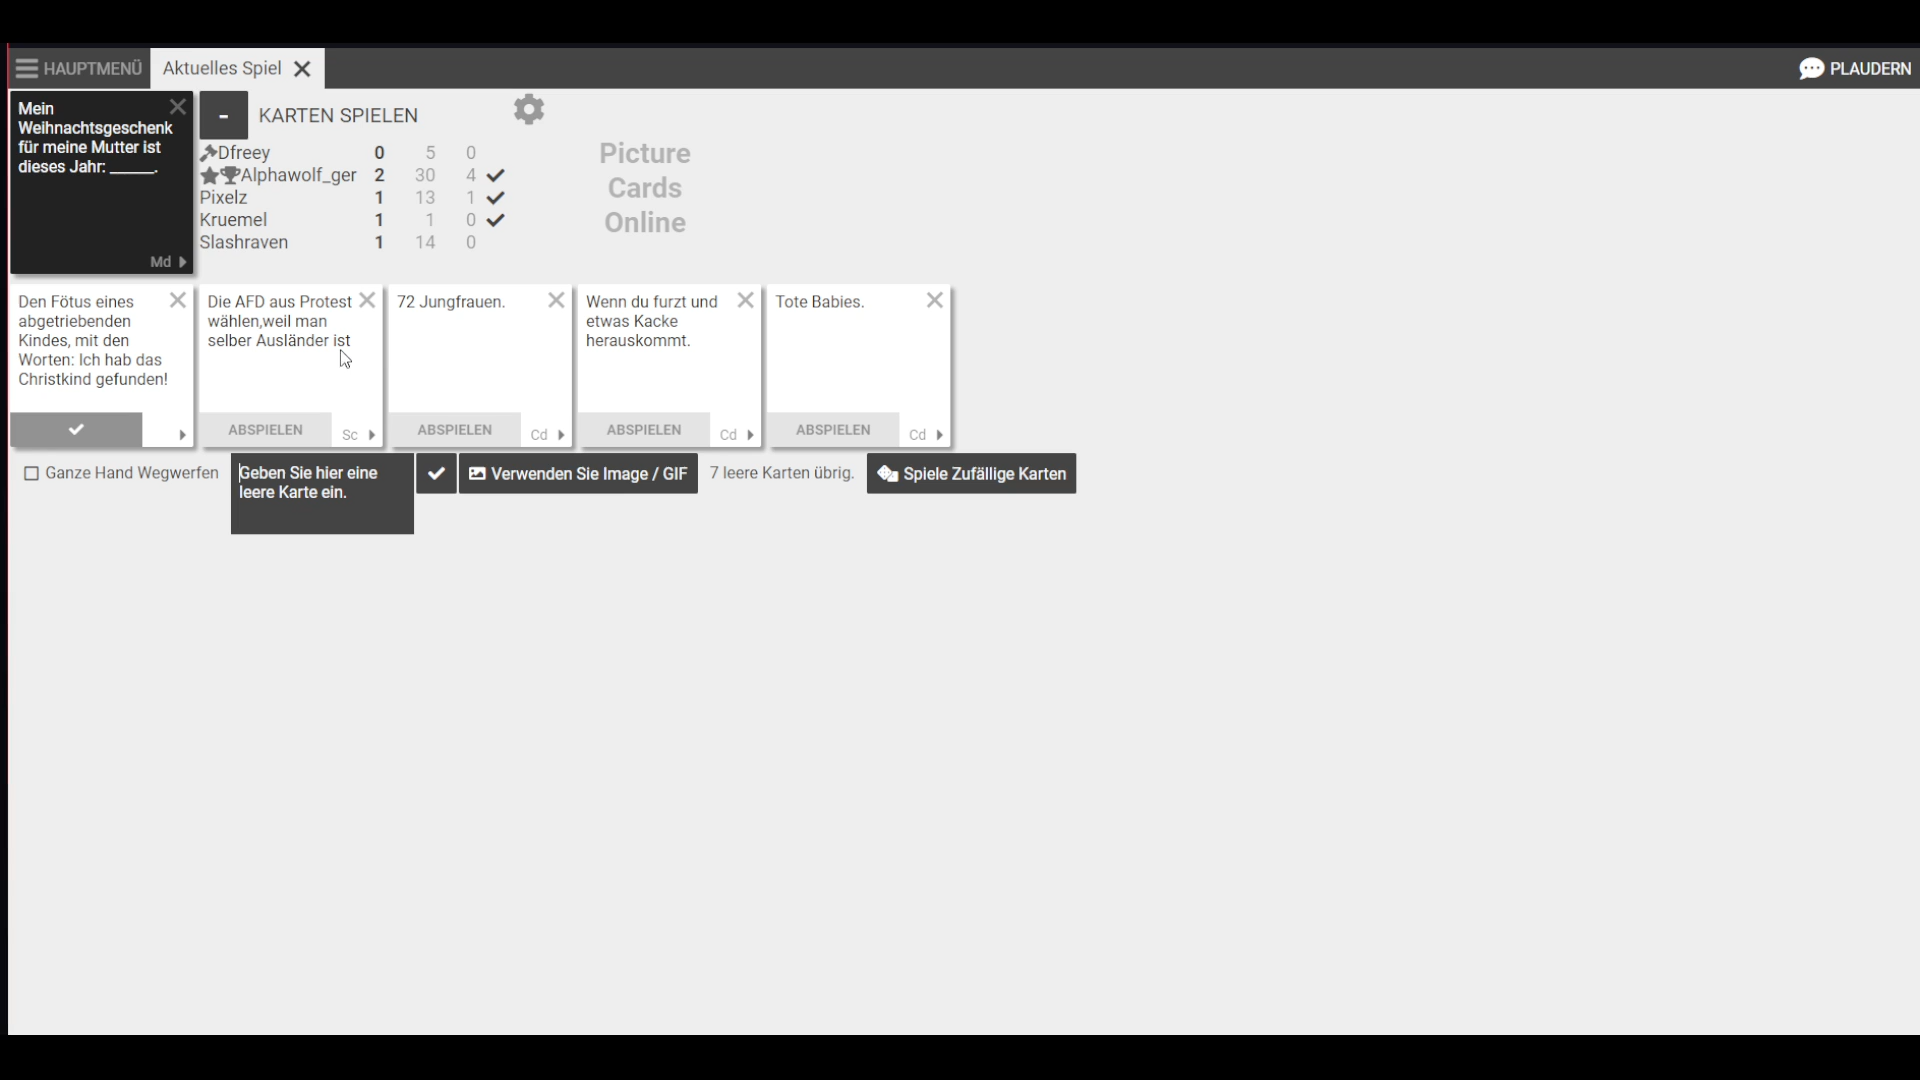 HAUPTMENÜ
Aktuelles Spiel
PLAUDERN
Mein
Weihnachtsgeschenk
für meine Mutter ist
dieses Jahr: ______.
Md
-
KARTEN SPIELEN
Dfreey 0 5 0
Alphawolf_ger 2 30 4
Pixelz 1 13 1
Kruemel 1 1 0
Slashraven 1 14 0
Picture
Cards
Online
Den Fötus eines
abgetriebenden
Kindes, mit den
Worten: Ich hab das
Christkind gefunden!
Die AFD aus Protest
wählen,weil man
selber Ausländer ist
ABSPIELEN
Sc
72 Jungfrauen.
ABSPIELEN
Cd
Wenn du furzt und
etwas Kacke
herauskommt.
ABSPIELEN
Cd
Tote Babies.
ABSPIELEN
Cd
Ganze Hand Wegwerfen
Geben Sie hier eine
leere Karte ein.
Verwenden Sie Image / GIF
7 leere Karten übrig.
Spiele Zufällige Karten